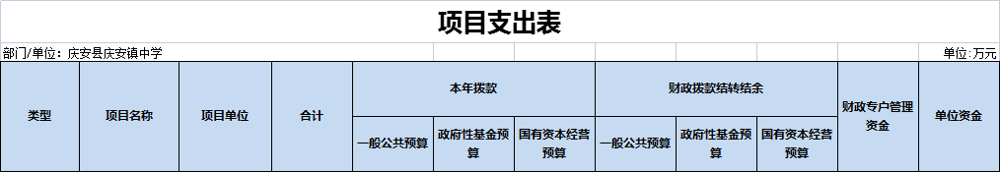 项目支出表
部门/单位：庆安县庆安镇中学 单位:万元
类型 项目名称 项目单位 合计 本年拨款 财政拨款结转结余 财政专户管理资金 单位资金
一般公共预算 政府性基金预算 国有资本经营预算 一般公共预算 政府性基金预算 国有资本经营预算